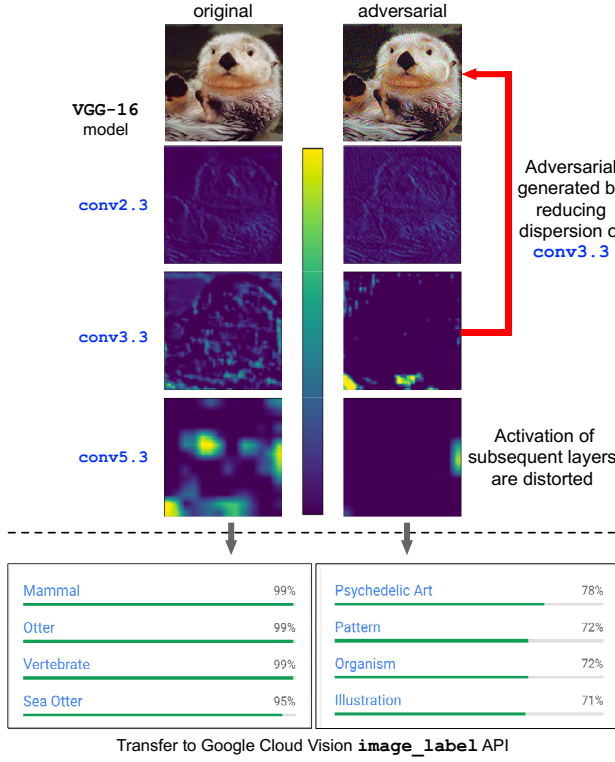 original adversarial
VGG-16
model
conv2.3
Adversarial
generated b
reducing
dispersion o
conv3.3
conv3.3
conv5.3
Activation of
subsequent layers
are distorted
Mammal 99%
Otter 99%
Vertebrate 99%
Sea Otter 95%
Psychedelic Art 78%
Pattern 72%
Organism 72%
Illustration 71%
Transfer to Google Cloud Vision image_label API